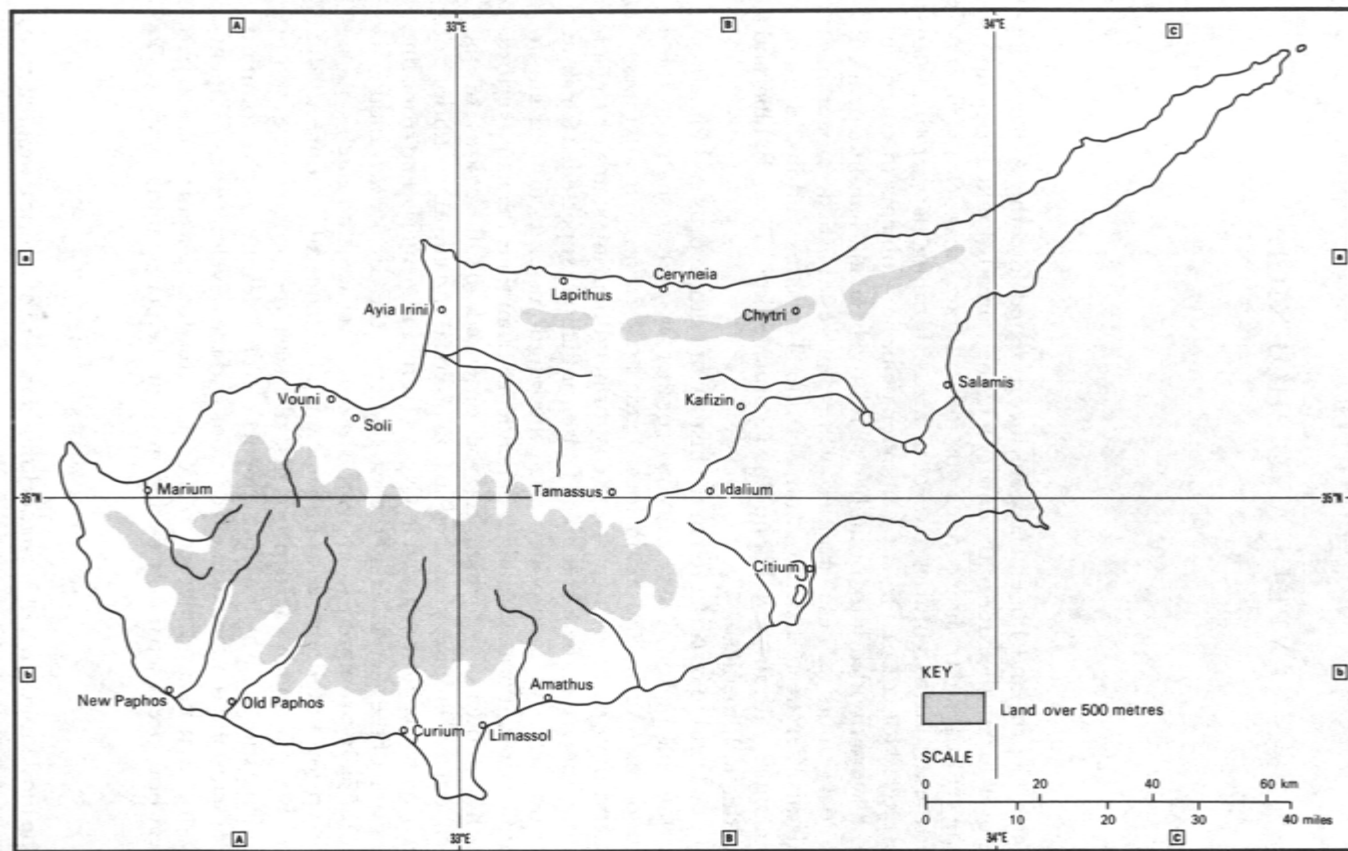 A
33°E
B
34°E
C
a
a
Ceryneia
Lapithus
Ayia Irini
Chytri
Salamis
Vouni
Kafizin
Soli
Marium
Tamassus
Idalium
35°N
35°N
Citium
b
b
KEY
New Paphos
Old Paphos
Amathus
Land over 500 metres
Curium
Limassol
SCALE
0 20 40 60 km
0 10 20 30 40 miles
A
33°E
B
34°E
C